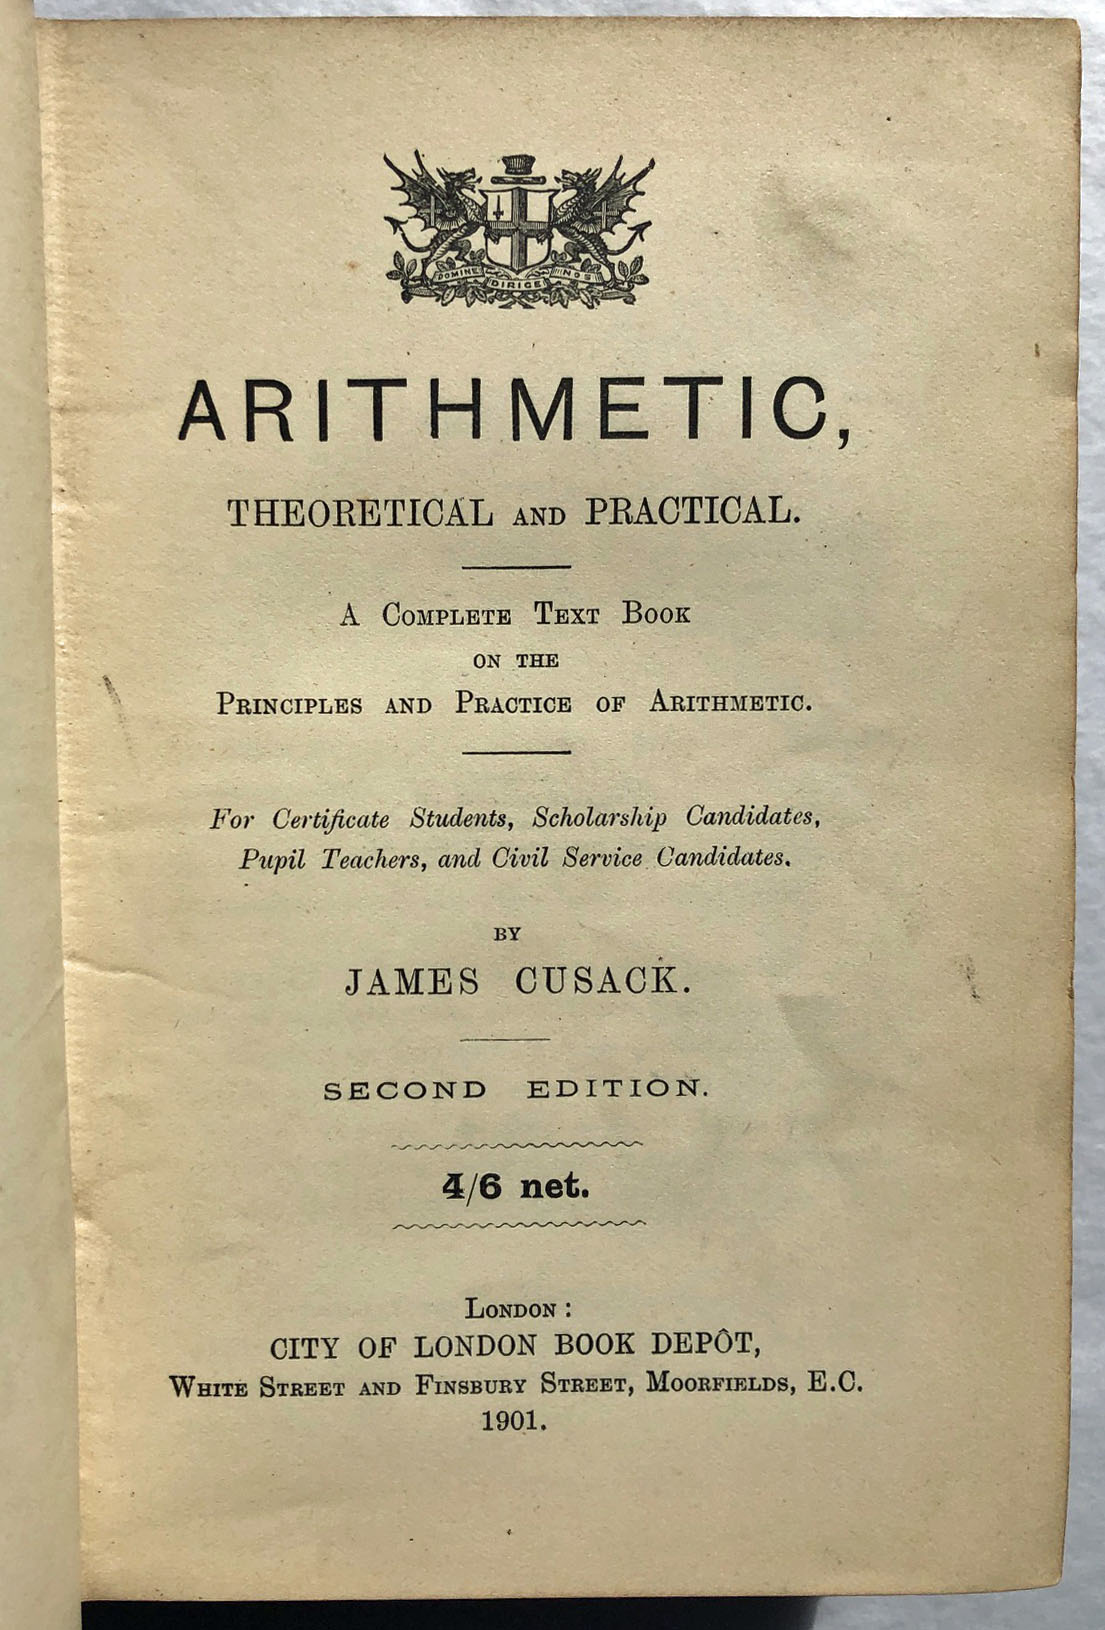 DOMINE DIRIGE NOS
ARITHMETIC,
THEORETICAL AND PRACTICAL.
A COMPLETE TEXT BOOK
ON THE
PRINCIPLES AND PRACTICE OF ARITHMETIC.
For Certificate Students, Scholarship Candidates,
Pupil Teachers, and Civil Service Candidates.
BY
JAMES CUSACK.
SECOND EDITION.
4/6 net.
LONDON:
CITY OF LONDON BOOK DEPÔT,
WHITE STREET AND FINSBURY STREET, MOORFIELDS, E.C.
1901.